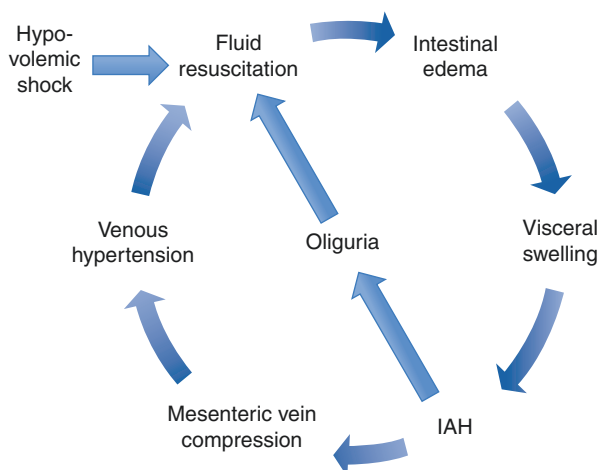 Hypo-
volemic
shock
Fluid
resuscitation
Intestinal
edema
Visceral
swelling
IAH
Mesenteric vein
compression
Venous
hypertension
Oliguria